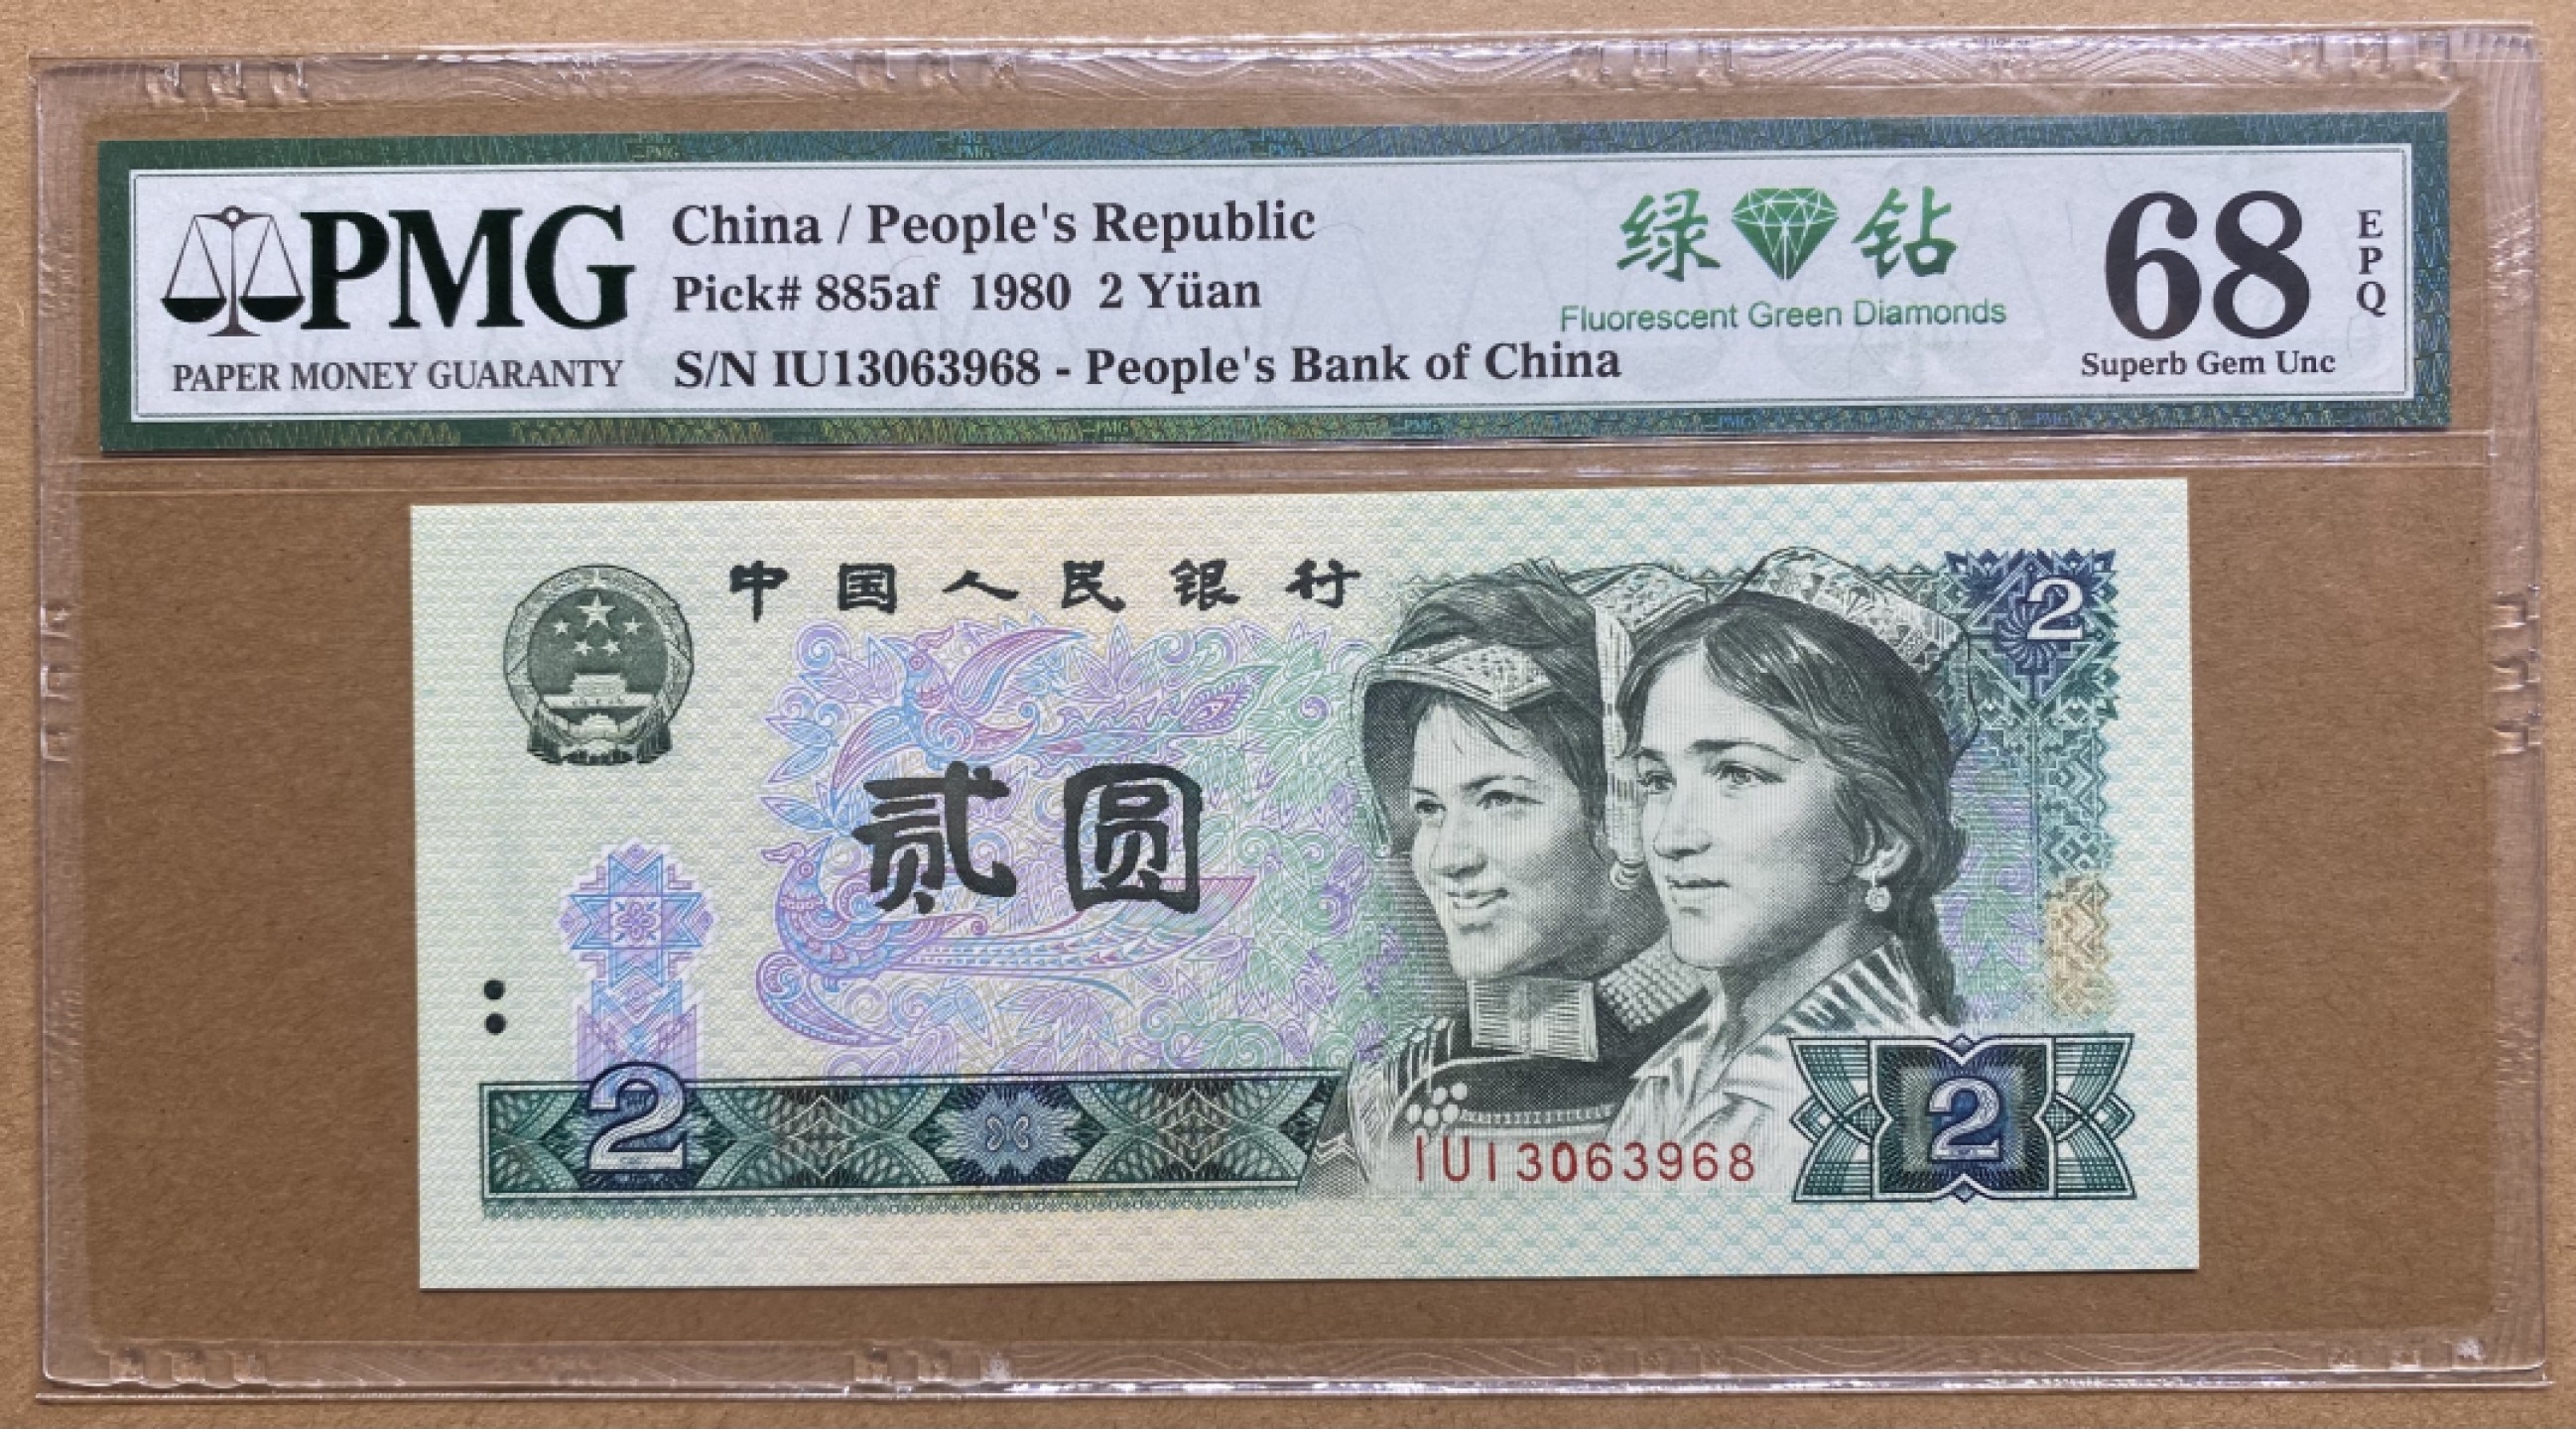 PMG
PAPER MONEY GUARANTY
China / People's Republic
Pick# 885af 1980 2 Yüan
S/N IU13063968 - People's Bank of China
绿钻
Fluorescent Green Diamonds
68
EPQ
Superb Gem Unc
中国人民银行
2
贰圆
2
IU13063968
2